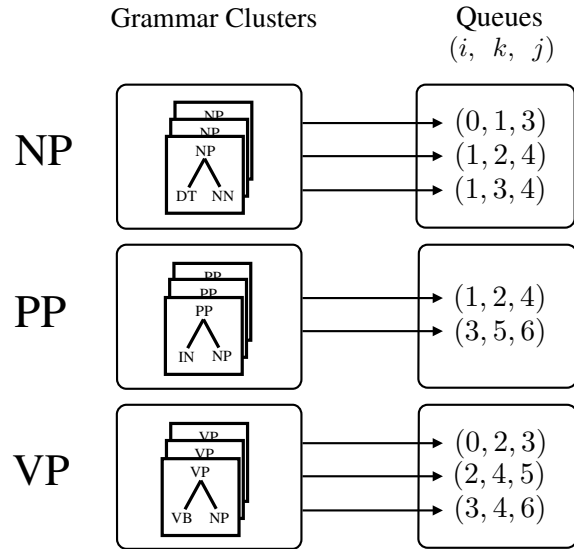 Grammar Clusters Queues
(i, k, j)
NP
NP
NP
NP
DT NN
(0, 1, 3)
(1, 2, 4)
(1, 3, 4)
PP
PP
PP
PP
IN NP
(1, 2, 4)
(3, 5, 6)
VP
VP
VP
VP
VB NP
(0, 2, 3)
(2, 4, 5)
(3, 4, 6)